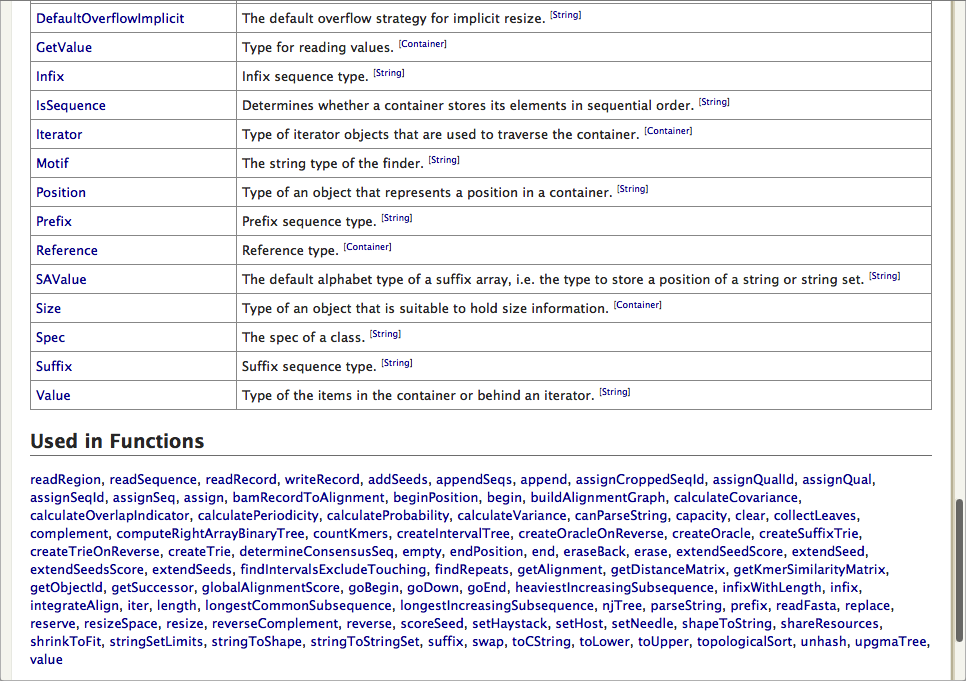 DefaultOverflowImplicit The default overflow strategy for implicit resize. [String]
GetValue Type for reading values. [Container]
Infix Infix sequence type. [String]
IsSequence Determines whether a container stores its elements in sequential order. [String]
Iterator Type of iterator objects that are used to traverse the container. [Container]
Motif The string type of the finder. [String]
Position Type of an object that represents a position in a container. [String]
Prefix Prefix sequence type. [String]
Reference Reference type. [Container]
SAValue The default alphabet type of a suffix array, i.e. the type to store a position of a string or string set. [String]
Size Type of an object that is suitable to hold size information. [Container]
Spec The spec of a class. [String]
Suffix Suffix sequence type. [String]
Value Type of the items in the container or behind an iterator. [String]
Used in Functions
readRegion, readSequence, readRecord, writeRecord, addSeeds, appendSeqs, append, assignCroppedSeqId, assignQualId, assignQual,
assignSeqId, assignSeq, assign, bamRecordToAlignment, beginPosition, begin, buildAlignmentGraph, calculateCovariance,
calculateOverlapIndicator, calculatePeriodicity, calculateProbability, calculateVariance, canParseString, capacity, clear, collectLeaves,
complement, computeRightArrayBinaryTree, countKmers, createIntervalTree, createOracleOnReverse, createOracle, createSuffixTrie,
createTrieOnReverse, createTrie, determineConsensusSeq, empty, endPosition, end, eraseBack, erase, extendSeedScore, extendSeed,
extendSeedsScore, extendSeeds, findIntervalsExcludeTouching, findRepeats, getAlignment, getDistanceMatrix, getKmerSimilarityMatrix,
getObjectId, getSuccessor, globalAlignmentScore, goBegin, goDown, goEnd, heaviestIncreasingSubsequence, infixWithLength, infix,
integrateAlign, iter, length, longestCommonSubsequence, longestIncreasingSubsequence, njTree, parseString, prefix, readFasta, replace,
reserve, resizeSpace, resize, reverseComplement, reverse, scoreSeed, setHaystack, setHost, setNeedle, shapeToString, shareResources,
shrinkToFit, stringSetLimits, stringToShape, stringToStringSet, suffix, swap, toCString, toLower, toUpper, topologicalSort, unhash, upgmaTree,
value